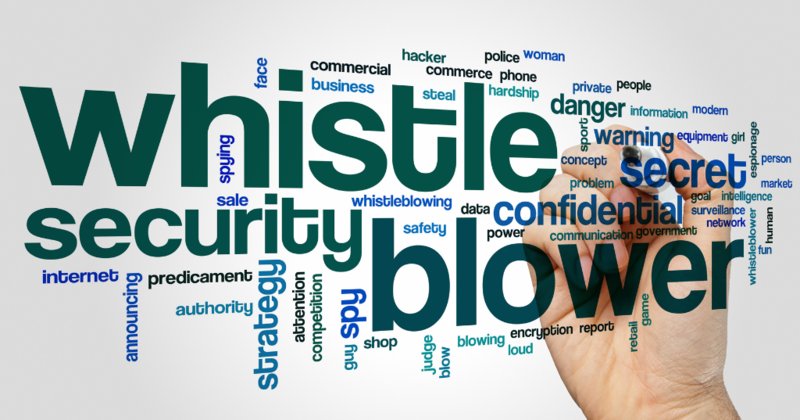 hacker
police
woman
face
commercial
commerce
phone
business
steal
hardship
private
people
whistle
danger
information
modern
sport
warning
equipment
girl
espionage
spying
concept
secret
person
problem
goal
intelligence
market
sale
whistleblowing
data
confidential
surveillance
network
human
security
safety
power
communication
government
whistleblower
fun
blower
internet
announcing
predicament
strategy
attention
competition
authority
spy
guy
shop
judge
blow
blowing
loud
encryption
report
retail
game